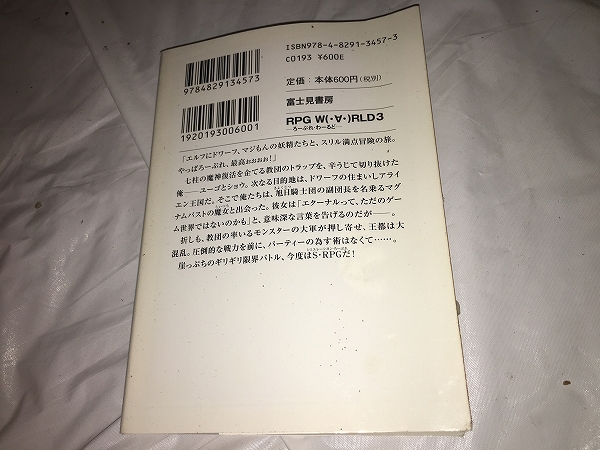 ISBN978-4-8291-3457-3
C0193 ¥600E
9784829134573
定価：本体600円（税別）
富士見書房
1920193006001
RPG W(・∀・)RLD3
―ろーぷれ・わーるど―
「エルフにドワーフ、マジもんの妖精たちと、スリル満点冒険の旅。
やっぱろーぷれ、最高ぉぉぉぉ！」
七柱の魔神復活を企てる教団のトラップを、辛うじて切り抜けた
俺――ユーゴとショウ。次なる目的地は、ドワーフの住まいしアライ
エン王国だ。そこで俺たちは、旭日騎士団の副団長を名乗るマグ
ナムバストの魔女と出会った。彼女は「エターナルって、ただのゲー
ム世界ではないのかも」と、意味深な言葉を告げるのだが――。
折しも、教団の率いるモンスターの大軍が押し寄せ、王都は大
混乱。圧倒的な戦力を前に、パーティーの為す術はなくて……。
崖っぷちのギリギリ限界バトル、今度はS・RPGだ！